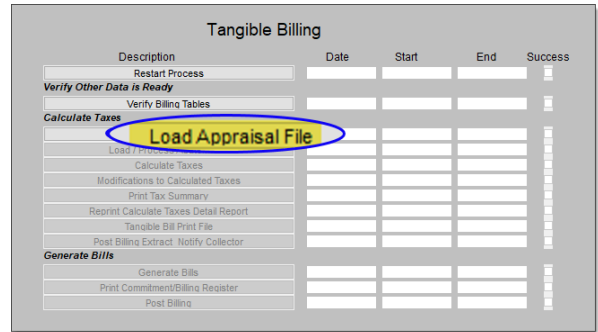 Tangible Billing
Description Date Start End Success
Restart Process
Verify Other Data is Ready
Verify Billing Tables
Calculate Taxes
Load Appraisal File
Load / Process
Calculate Taxes
Modifications to Calculated Taxes
Print Tax Summary
Reprint Calculate Taxes Detail Report
Tangible Bill Print File
Post Billing Extract Notify Collector
Generate Bills
Generate Bills
Print Commitment/Billing Register
Post Billing